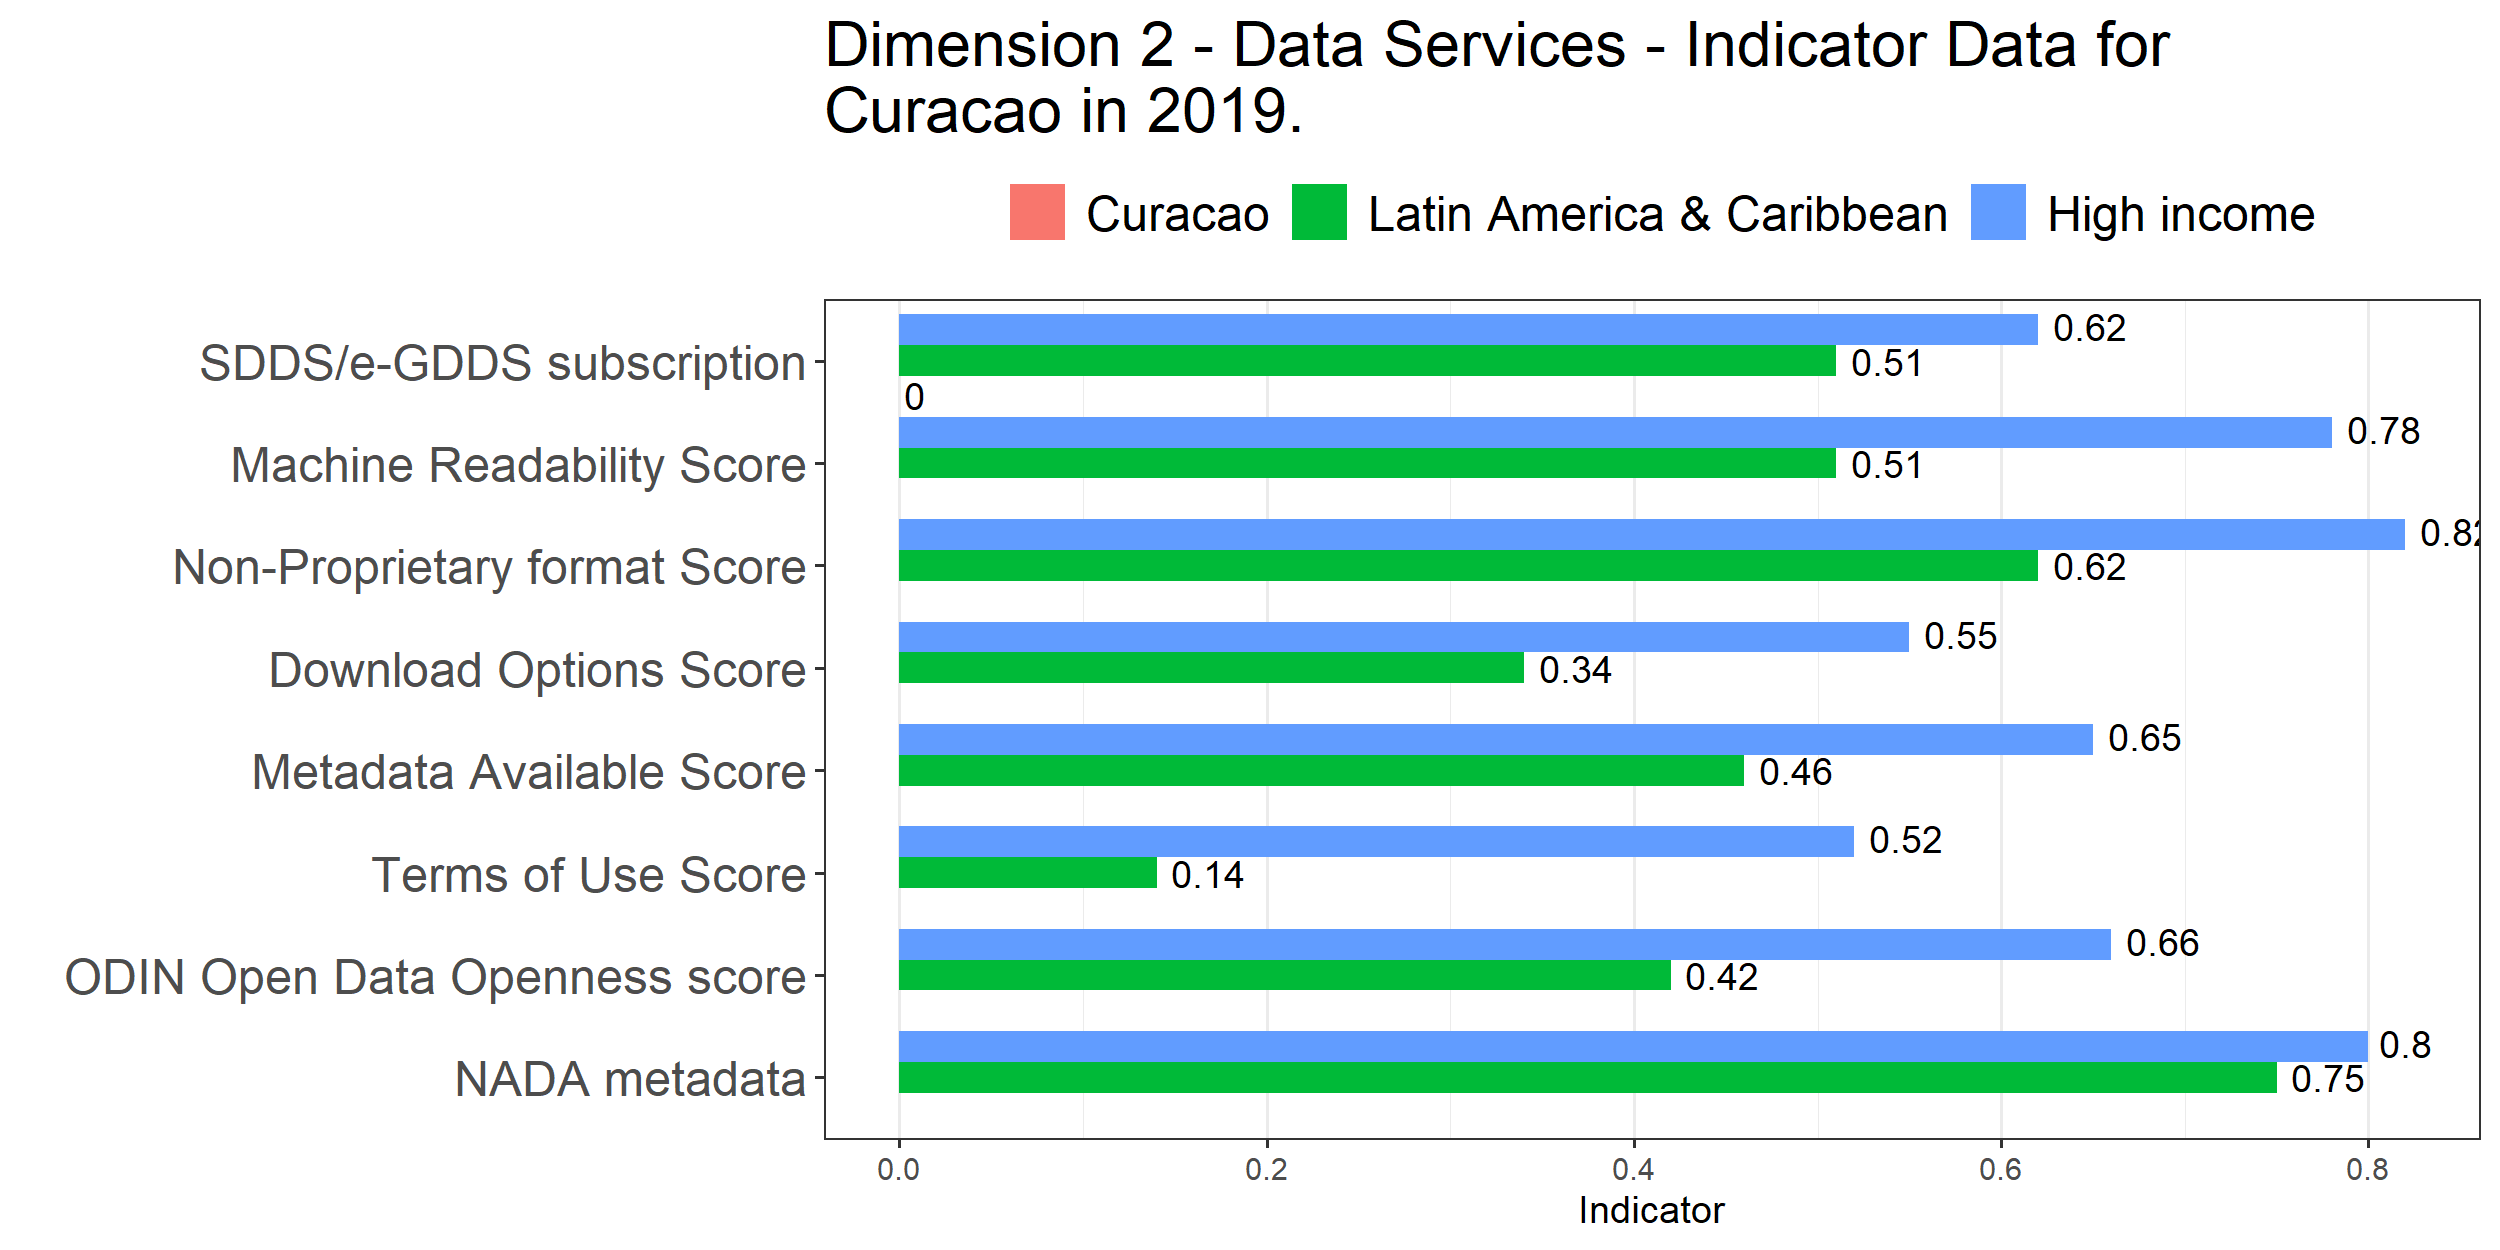 Dimension 2 - Data Services - Indicator Data for
Curacao in 2019.
Curacao Latin America & Caribbean High income
SDDS/e-GDDS subscription
0.62
0.51
0
Machine Readability Score
0.78
0.51
Non-Proprietary format Score
0.82
0.62
Download Options Score
0.55
0.34
Metadata Available Score
0.65
0.46
Terms of Use Score
0.52
0.14
ODIN Open Data Openness score
0.66
0.42
NADA metadata
0.8
0.75
0.0 0.2 0.4 0.6 0.8
Indicator